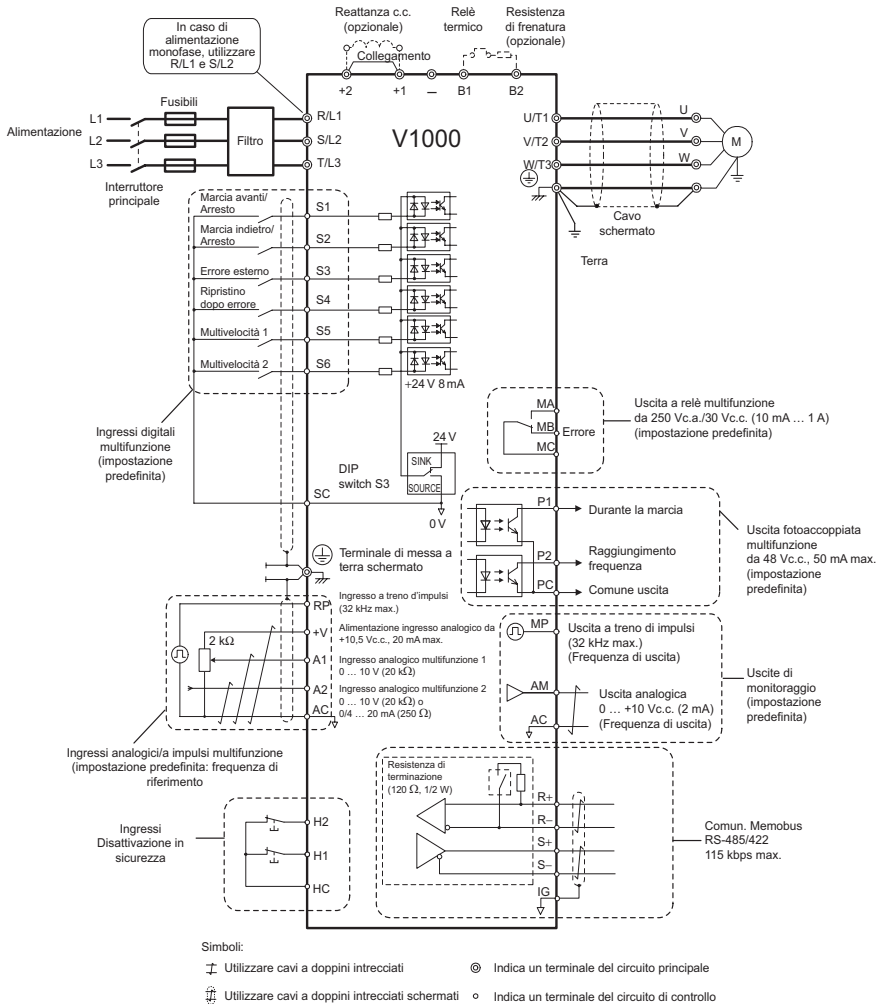 Reattanza c.c.
(opzionale)
Relè
termico
Resistenza
di frenatura
(opzionale)
In caso di
alimentazione
monofase, utilizzare
R/L1 e S/L2
Collegamento
+2
+1
–
B1
B2
Fusibili
Alimentazione
L1
L2
L3
Filtro
R/L1
S/L2
T/L3
V1000
U/T1
V/T2
W/T3
U
V
W
M
Interruttore
principale
Cavo
schermato
Terra
Marcia avanti/
Arresto
S1
Marcia indietro/
Arresto
S2
Errore esterno
S3
Ripristino
dopo errore
S4
Multivelocità 1
S5
Multivelocità 2
S6
+24 V 8 mA
Ingressi digitali
multifunzione
(impostazione
predefinita)
24 V
SINK
SOURCE
DIP
switch S3
SC
0 V
MA
MB
MC
Errore
Uscita a relè multifunzione
da 250 Vc.a./30 Vc.c. (10 mA … 1 A)
(impostazione predefinita)
P1
Durante la marcia
P2
Raggiungimento
frequenza
PC
Comune uscita
Uscita fotoaccoppiata
multifunzione
da 48 Vc.c., 50 mA max.
(impostazione
predefinita)
Terminale di messa a
terra schermato
RP
Ingresso a treno d'impulsi
(32 kHz max.)
+V
Alimentazione ingresso analogico da
+10,5 Vc.c., 20 mA max.
2 kΩ
A1
Ingresso analogico multifunzione 1
0 … 10 V (20 kΩ)
A2
Ingresso analogico multifunzione 2
0 … 10 V (20 kΩ) o
0/4 … 20 mA (250 Ω)
AC
Ingressi analogici/a impulsi multifunzione
(impostazione predefinita: frequenza di
riferimento
MP
Uscita a treno di impulsi
(32 kHz max.)
(Frequenza di uscita)
AM
Uscita analogica
0 … +10 Vc.c. (2 mA)
(Frequenza di uscita)
AC
Uscite di
monitoraggio
(impostazione
predefinita)
Resistenza di
terminazione
(120 Ω, 1/2 W)
R+
R–
S+
S–
IG
Comun. Memobus
RS-485/422
115 kbps max.
Ingressi
Disattivazione in
sicurezza
H2
H1
HC
Simboli:
Utilizzare cavi a doppini intrecciati
Indica un terminale del circuito principale
Utilizzare cavi a doppini intrecciati schermati
Indica un terminale del circuito di controllo